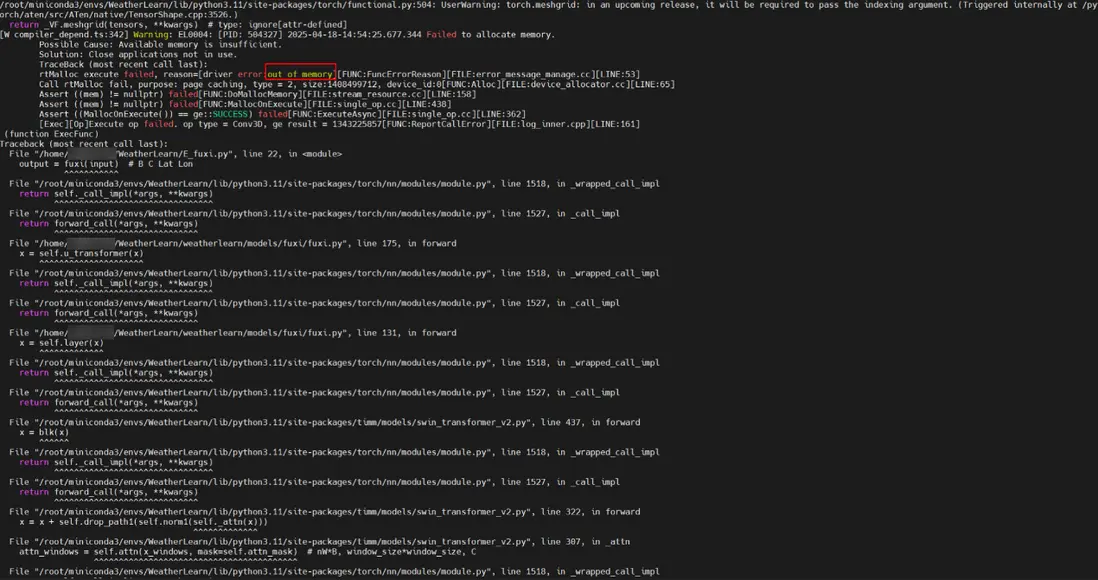 /root/miniconda3/envs/WeatherLearn/lib/python3.11/site-packages/torch/functional.py:504: UserWarning: torch.meshgrid: in an upcoming release, it will be required to pass the indexing argument. (Triggered internally at /py
orch/aten/src/ATen/native/TensorShape.cpp:3526.)
  return _VF.meshgrid(tensors, **kwargs)  # type: ignore[attr-defined]
[W compiler_depend.ts:342] Warning: EL0004: [PID: 504327] 2025-04-18-14:54:25.677.344 Failed to allocate memory.
        Possible Cause: Available memory is insufficient.
        Solution: Close applications not in use.
        TraceBack (most recent call last):
        rtMalloc execute failed, reason=[driver error:out of memory][FUNC:FuncErrorReason][FILE:error_message_manage.cc][LINE:53]
        Call rtMalloc fail, purpose: page caching, type = 2, size:1408499712, device_id:0[FUNC:Alloc][FILE:device_allocator.cc][LINE:65]
        Assert ((mem) != nullptr) failed[FUNC:DoMallocMemory][FILE:stream_resource.cc][LINE:158]
        Assert ((mem) != nullptr) failed[FUNC:MallocOnExecute][FILE:single_op.cc][LINE:438]
        Assert ((MallocOnExecute()) == ge::SUCCESS) failed[FUNC:ExecuteAsync][FILE:single_op.cc][LINE:362]
        [Exec][Op]Execute op failed. op type = Conv3D, ge result = 1343225857[FUNC:ReportCallError][FILE:log_inner.cpp][LINE:161]
 (function ExecFunc)
Traceback (most recent call last):
  File "/home/ WeatherLearn/E_fuxi.py", line 22, in <module>
    output = fuxi(input)  # B C Lat Lon
             ^^^^^^^^^^^
  File "/root/miniconda3/envs/WeatherLearn/lib/python3.11/site-packages/torch/nn/modules/module.py", line 1518, in _wrapped_call_impl
    return self._call_impl(*args, **kwargs)
           ^^^^^^^^^^^^^^^^^^^^^^^^^^^^^^^^
  File "/root/miniconda3/envs/WeatherLearn/lib/python3.11/site-packages/torch/nn/modules/module.py", line 1527, in _call_impl
    return forward_call(*args, **kwargs)
           ^^^^^^^^^^^^^^^^^^^^^^^^^^^^^
  File "/home/ /WeatherLearn/weatherlearn/models/fuxi/fuxi.py", line 175, in forward
    x = self.u_transformer(x)
        ^^^^^^^^^^^^^^^^^^^^^
  File "/root/miniconda3/envs/WeatherLearn/lib/python3.11/site-packages/torch/nn/modules/module.py", line 1518, in _wrapped_call_impl
    return self._call_impl(*args, **kwargs)
           ^^^^^^^^^^^^^^^^^^^^^^^^^^^^^^^^
  File "/root/miniconda3/envs/WeatherLearn/lib/python3.11/site-packages/torch/nn/modules/module.py", line 1527, in _call_impl
    return forward_call(*args, **kwargs)
           ^^^^^^^^^^^^^^^^^^^^^^^^^^^^^
  File "/home/ /WeatherLearn/weatherlearn/models/fuxi/fuxi.py", line 131, in forward
    x = self.layer(x)
        ^^^^^^^^^^^^^
  File "/root/miniconda3/envs/WeatherLearn/lib/python3.11/site-packages/torch/nn/modules/module.py", line 1518, in _wrapped_call_impl
    return self._call_impl(*args, **kwargs)
           ^^^^^^^^^^^^^^^^^^^^^^^^^^^^^^^^
  File "/root/miniconda3/envs/WeatherLearn/lib/python3.11/site-packages/torch/nn/modules/module.py", line 1527, in _call_impl
    return forward_call(*args, **kwargs)
           ^^^^^^^^^^^^^^^^^^^^^^^^^^^^^
  File "/root/miniconda3/envs/WeatherLearn/lib/python3.11/site-packages/timm/models/swin_transformer_v2.py", line 437, in forward
    x = blk(x)
        ^^^^^^
  File "/root/miniconda3/envs/WeatherLearn/lib/python3.11/site-packages/torch/nn/modules/module.py", line 1518, in _wrapped_call_impl
    return self._call_impl(*args, **kwargs)
           ^^^^^^^^^^^^^^^^^^^^^^^^^^^^^^^^
  File "/root/miniconda3/envs/WeatherLearn/lib/python3.11/site-packages/torch/nn/modules/module.py", line 1527, in _call_impl
    return forward_call(*args, **kwargs)
           ^^^^^^^^^^^^^^^^^^^^^^^^^^^^^
  File "/root/miniconda3/envs/WeatherLearn/lib/python3.11/site-packages/timm/models/swin_transformer_v2.py", line 322, in forward
    x = x + self.drop_path1(self.norm1(self._attn(x)))
                                       ^^^^^^^^^^^^^
  File "/root/miniconda3/envs/WeatherLearn/lib/python3.11/site-packages/timm/models/swin_transformer_v2.py", line 307, in _attn
    attn_windows = self.attn(x_windows, mask=self.attn_mask)  # nW*B, window_size*window_size, C
                   ^^^^^^^^^^^^^^^^^^^^^^^^^^^^^^^^^^^^^^^^^
  File "/root/miniconda3/envs/WeatherLearn/lib/python3.11/site-packages/torch/nn/modules/module.py", line 1518, in _wrapped_call_impl